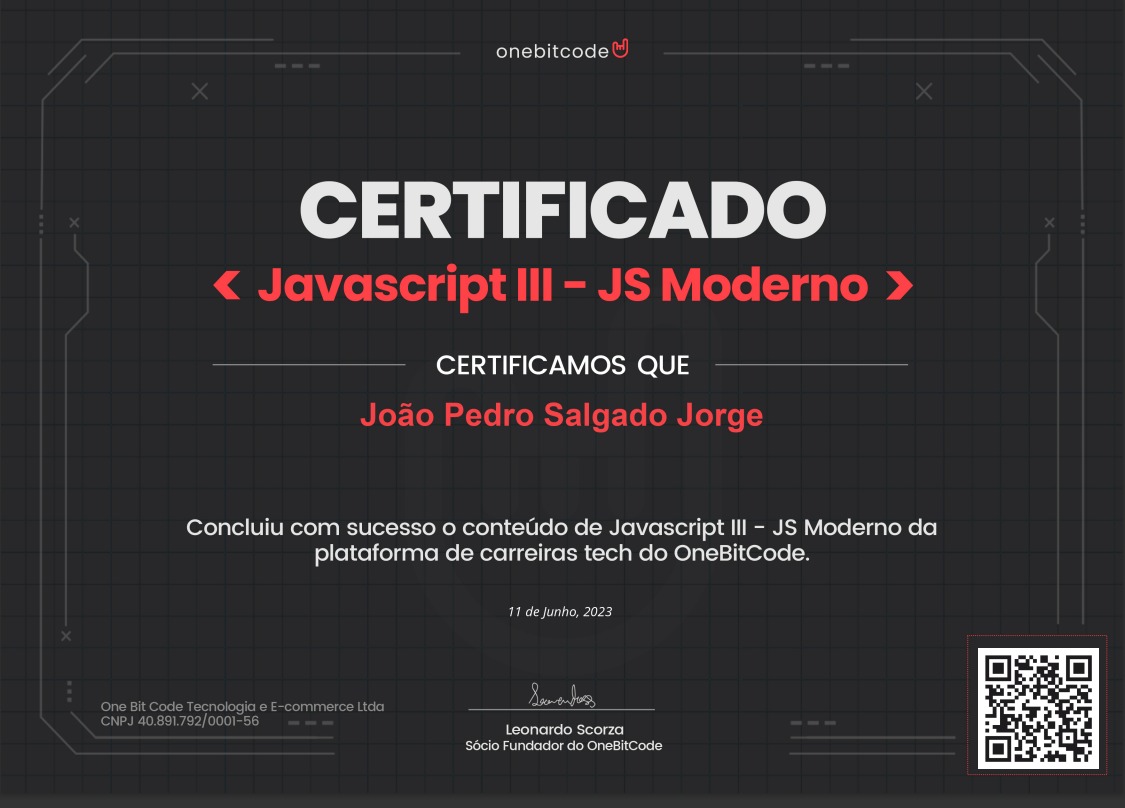 onebitcode
CERTIFICADO
< Javascript III - JS Moderno >
CERTIFICAMOS QUE
João Pedro Salgado Jorge
Concluiu com sucesso o conteúdo de Javascript III - JS Moderno da
plataforma de carreiras tech do OneBitCode.
11 de Junho, 2023
One Bit Code Tecnologia e E-commerce Ltda
CNPJ 40.891.792/0001-56
Leonardo Scorza
Sócio Fundador do OneBitCode